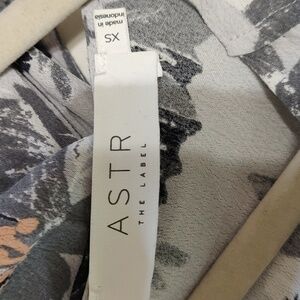 made in
indonesia
XS
ASTR
THE LABEL